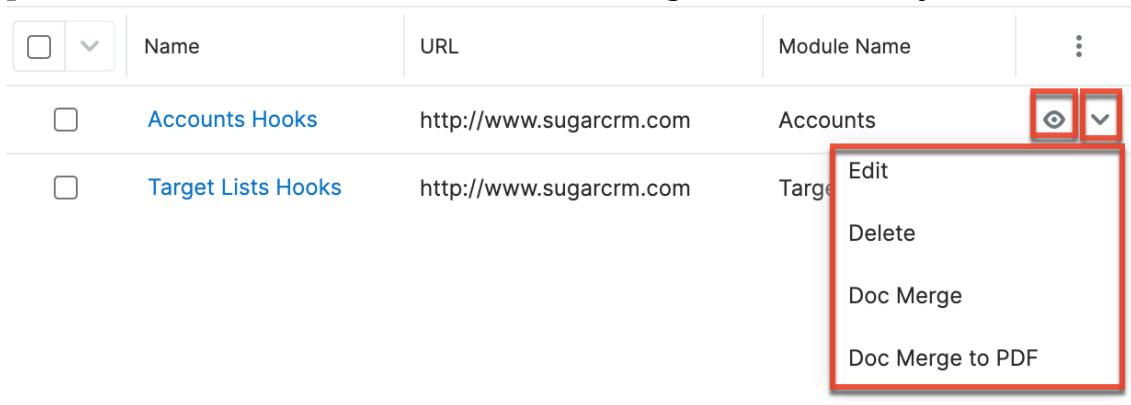 Name URL Module Name
Accounts Hooks http://www.sugarcrm.com Accounts
Edit
Target Lists Hooks http://www.sugarcrm.com Targe
Delete
Doc Merge
Doc Merge to PDF